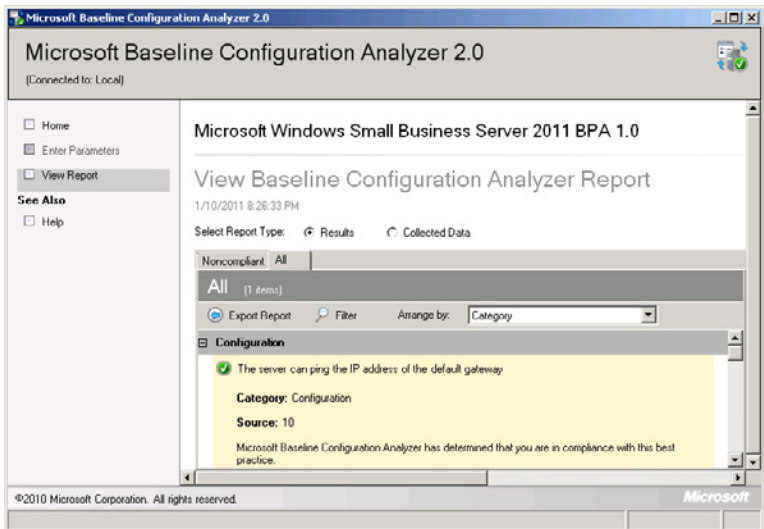 Microsoft Baseline Configuration Analyzer 2.0
Microsoft Baseline Configuration Analyzer 2.0
(Connected to: Local)
Home
Enter Parameters
View Report
See Also
Help
Microsoft Windows Small Business Server 2011 BPA 1.0
View Baseline Configuration Analyzer Report
1/10/2011 8:26:33 PM
Select Report Type: Results Collected Data
Noncompliant All
All (1 items)
Export Report Filter Arrange by: Category
Configuration
The server can ping the IP address of the default gateway
Category: Configuration
Source: 10
Microsoft Baseline Configuration Analyzer has determined that you are in compliance with this best
practice.
©2010 Microsoft Corporation. All rights reserved. Microsoft